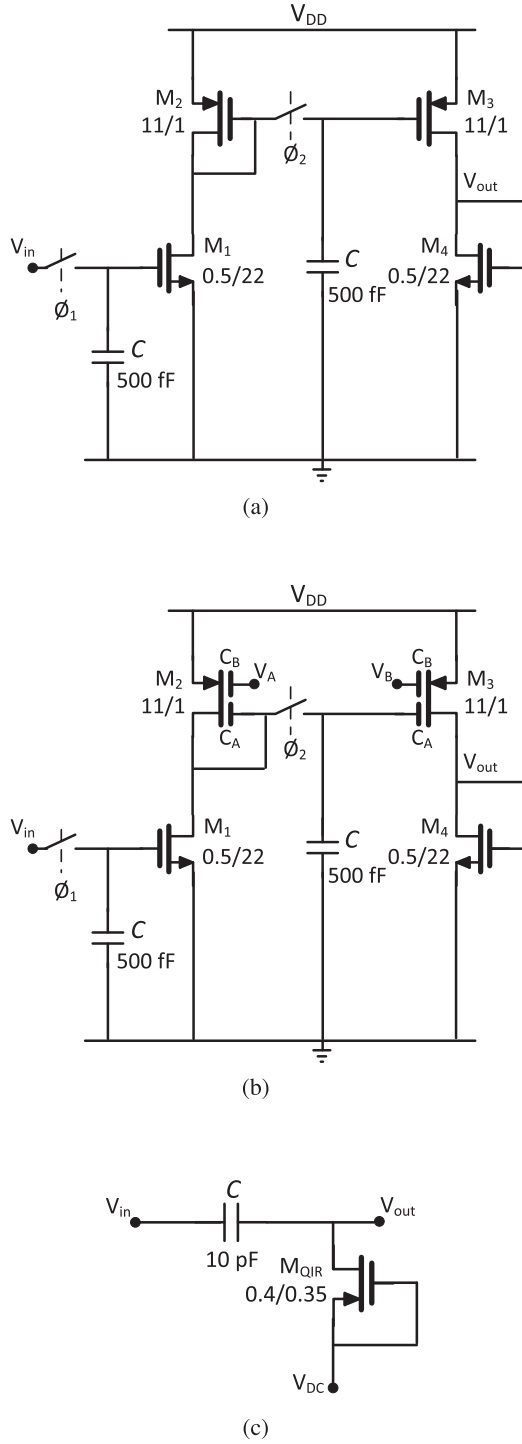 V_DD
M_2
11/1
Ø_2
M_3
11/1
V_out
V_in
Ø_1
M_1
0.5/22
C
500 fF
C
500 fF
M_4
0.5/22
(a)
V_DD
C_B
V_A
M_2
11/1
C_A
Ø_2
V_B
C_B
M_3
11/1
C_A
V_out
V_in
Ø_1
M_1
0.5/22
C
500 fF
C
500 fF
M_4
0.5/22
(b)
V_in
C
10 pF
V_out
M_QIR
0.4/0.35
V_DC
(c)